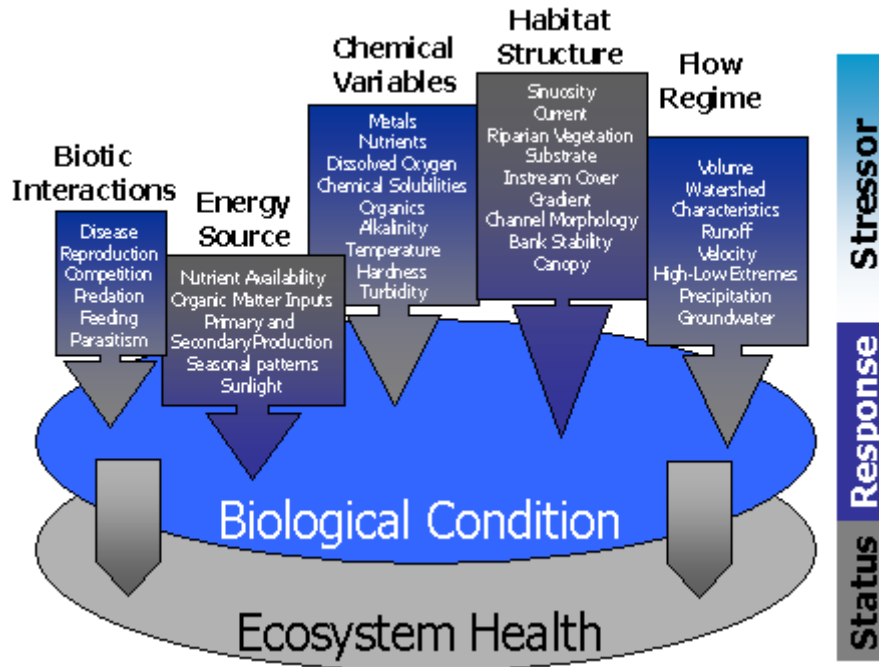 Biotic
Interactions
Disease
Reproduction
Competition
Predation
Feeding
Parasitism
Energy
Source
Nutrient Availability
Organic Matter Inputs
Primary and
Secondary Production
Seasonal patterns
Sunlight
Chemical
Variables
Metals
Nutrients
Dissolved Oxygen
Chemical Solubilities
Organics
Alkalinity
Temperature
Hardness
Turbidity
Habitat
Structure
Sinuosity
Current
Riparian Vegetation
Substrate
Instream Cover
Gradient
Channel Morphology
Bank Stability
Canopy
Flow
Regime
Volume
Watershed
Characteristics
Runoff
Velocity
High-Low Extremes
Precipitation
Groundwater
Biological Condition
Ecosystem Health
Stressor
Response
Status